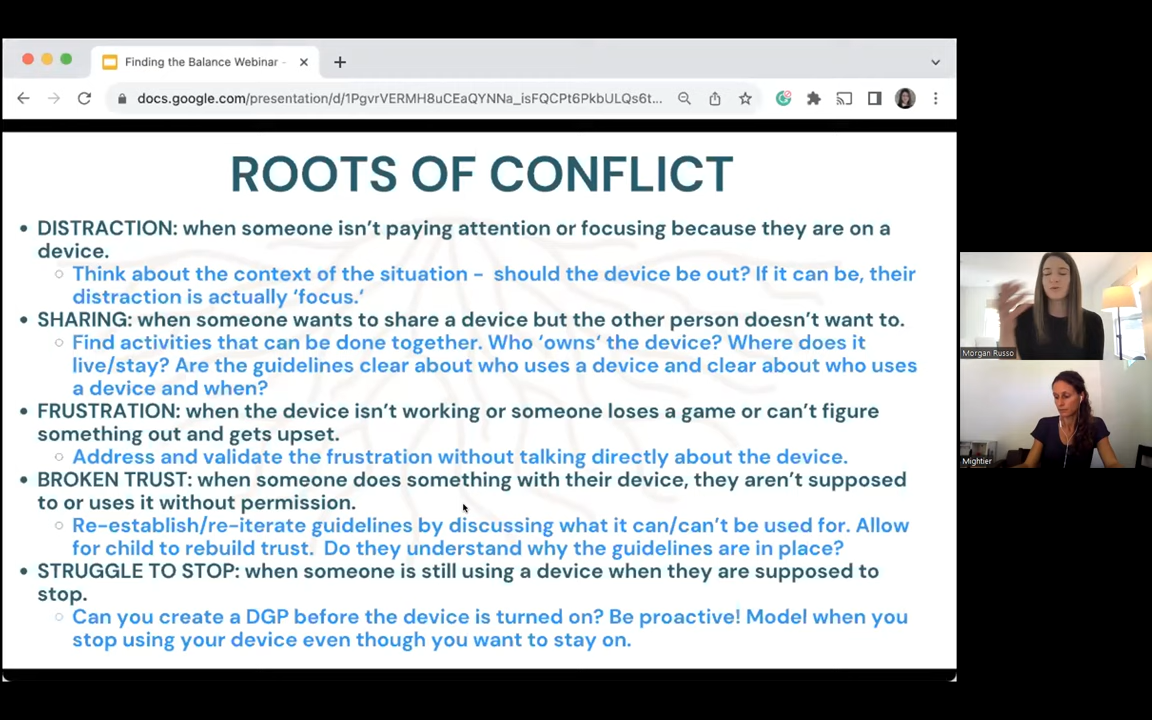 Finding the Balance Webinar -
docs.google.com/presentation/d/1PgvrVERMH8uCEaQYNNa_isFQCPt6PkbULQs6t...
ROOTS OF CONFLICT
• DISTRACTION: when someone isn't paying attention or focusing because they are on a
device.
○ Think about the context of the situation - should the device be out? If it can be, their
distraction is actually 'focus.'
• SHARING: when someone wants to share a device but the other person doesn't want to.
○ Find activities that can be done together. Who 'owns' the device? Where does it
live/stay? Are the guidelines clear about who uses a device and clear about who uses
a device and when?
• FRUSTRATION: when the device isn't working or someone loses a game or can't figure
something out and gets upset.
○ Address and validate the frustration without talking directly about the device.
• BROKEN TRUST: when someone does something with their device, they aren't supposed
to or uses it without permission.
○ Re-establish/re-iterate guidelines by discussing what it can/can't be used for. Allow
for child to rebuild trust. Do they understand why the guidelines are in place?
• STRUGGLE TO STOP: when someone is still using a device when they are supposed to
stop.
○ Can you create a DGP before the device is turned on? Be proactive! Model when you
stop using your device even though you want to stay on.
Morgan Russo
Mightier